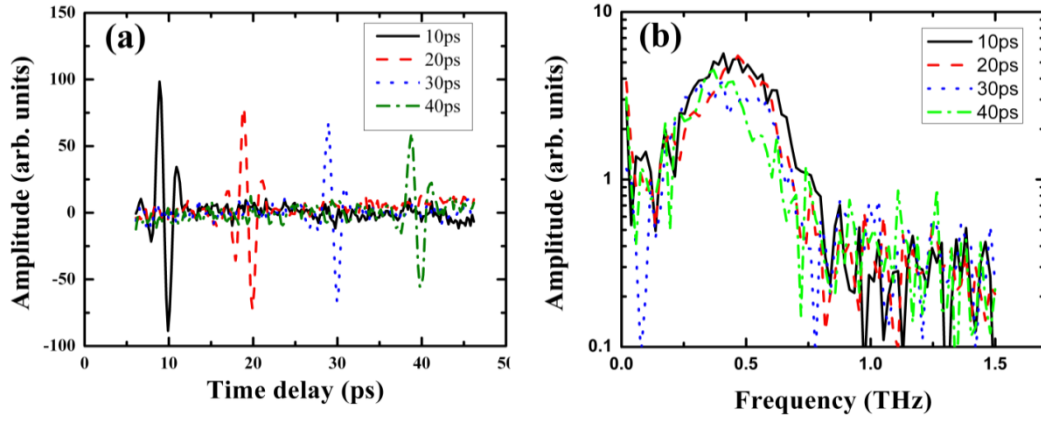 (a)
10ps
20ps
30ps
40ps
150
100
50
0
-50
-100
0
10
20
30
40
50
Amplitude (arb. units)
Time delay (ps)
(b)
10ps
20ps
30ps
40ps
10
1
0.1
0.0
0.5
1.0
1.5
Amplitude (arb. units)
Frequency (THz)